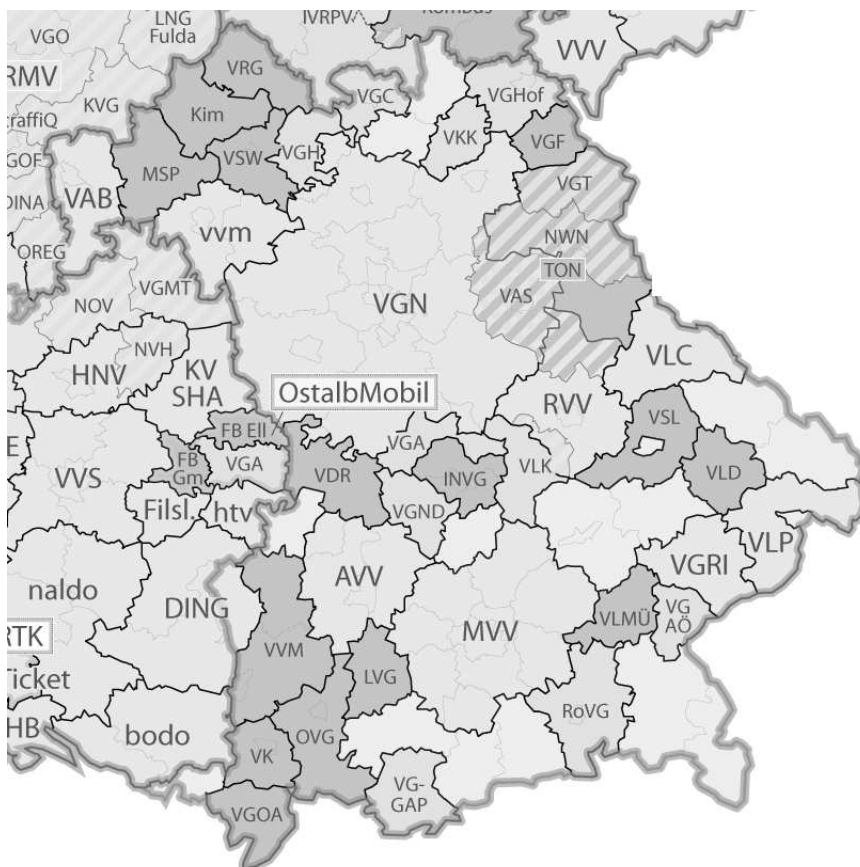 IVRPV
VGO
LNG
Fulda
VVV
RMV
VRG
KVG
VGC
VGHof
traffiQ
Kim
VKK
VGF
VSW
VGH
GOF
MSP
VAB
VGT
DINA
vvm
NWN
OREG
TON
VGMT
VAS
NOV
VGN
NVH
HNV
KV
SHA
VLC
OstalbMobil
RVV
VSL
FB Ell
VGA
FB
Gm
VGA
VDR
INVG
VLK
VLD
VVS
Filsl.
htv
VGND
VLP
VGRI
AVV
naldo
DING
VLMÜ
VG
AÖ
MVV
RTK
VVM
LVG
Ticket
RoVG
HB
bodo
VK
OVG
VG-
GAP
VGOA